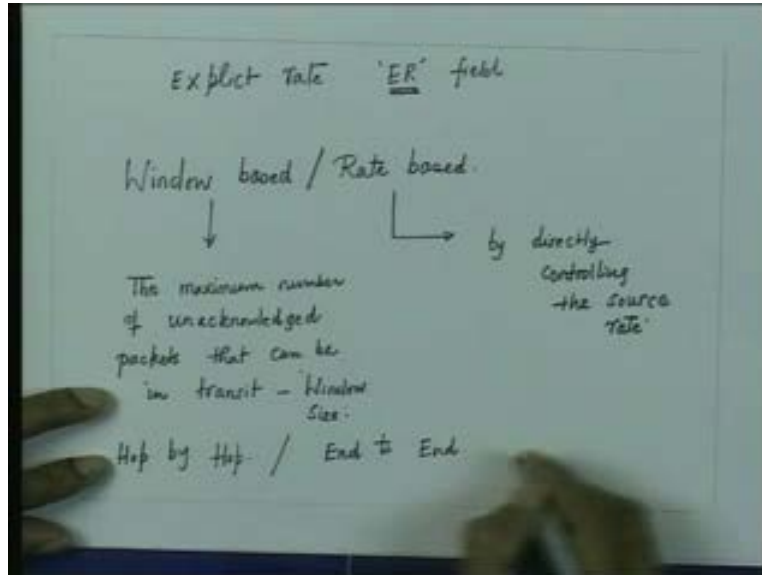 Explict rate 'ER' field
Window based / Rate based.
by directly
controlling
the source
rate.
The maximum number
of unacknowledged
packets that can be
in transit - Window
Size.
Hop by Hop. / End to End